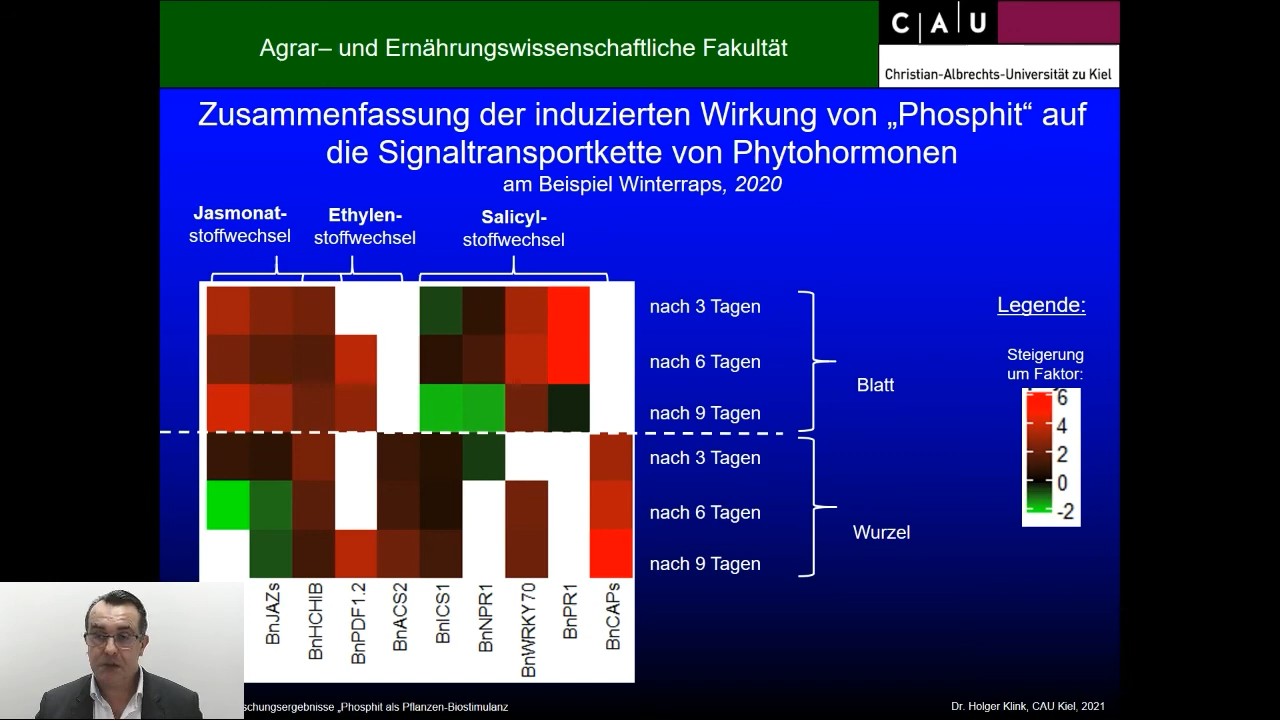 Agrar– und Ernährungswissenschaftliche Fakultät
C|A|U
Christian-Albrechts-Universität zu Kiel
Zusammenfassung der induzierten Wirkung von „Phosphit“ auf
die Signaltransportkette von Phytohormonen
am Beispiel Winterraps, 2020
Jasmonat-
stoffwechsel
Ethylen-
stoffwechsel
Salicyl-
stoffwechsel
nach 3 Tagen
nach 6 Tagen
nach 9 Tagen
Blatt
nach 3 Tagen
nach 6 Tagen
nach 9 Tagen
Wurzel
Legende:
Steigerung
um Faktor:
6
4
2
0
-2
BnJAZs
BnHCHIB
BnPDF1.2
BnACS2
BnICS1
BnNPR1
BnWRKY70
BnPR1
BnCAPs
schungsergebnisse „Phosphit als Pflanzen-Biostimulanz
Dr. Holger Klink, CAU Kiel, 2021